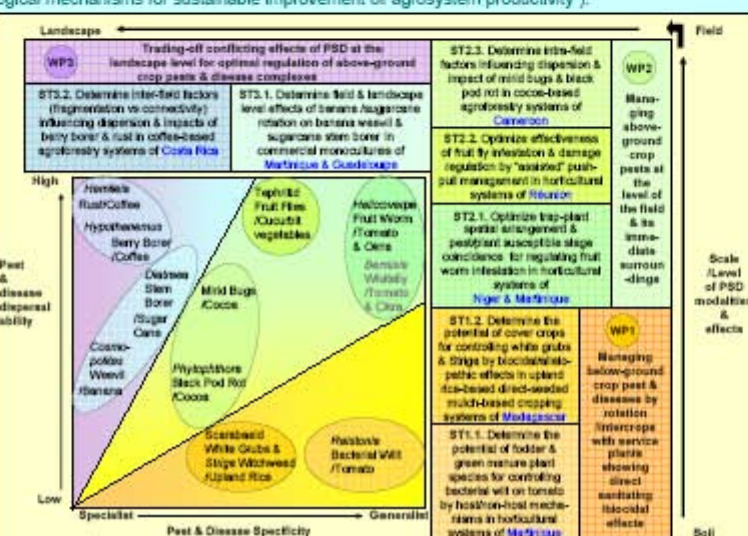 ogical mechanisms for sustainable improvement of agrosystem productivity ).
Landscape
Field
WP3
Trading-off conflicting effects of PSD at the
landscape level for optimal regulation of above-ground
crop pests & disease complexes
ST3.2. Determine inter-field factors
(fragmentation vs connectivity)
influencing dispersion & impacts of
berry borer & rust in coffee-based
agroforestry systems of Costa Rica
ST3.1. Determine field & landscape
level effects of banana /sugarcane
rotation on banana weevil &
sugarcane stem borer in
commercial monocultures of
Martinique & Guadeloupe
ST2.3. Determine intra-field
factors influencing dispersion &
impact of mirid bugs & black
pod rot in cocoa-based
agroforestry systems of
Cameroon
ST2.2. Optimize effectiveness
of fruit fly infestation & damage
regulation by "assisted" push-
pull management in horticultural
systems of Réunion
ST2.1. Optimize trap-plant
spatial arrangement &
pest/plant susceptible stage
coincidence for regulating fruit
worm infestation in horticultural
systems of
Niger & Martinique
WP2
Mana-
ging
above-
ground
crop
pests at
the
level of
the field
& its
imme-
diate
surroun
-dings
ST1.2. Determine the
potential of cover crops
for controlling white grubs
& Striga by biocidal/allelo-
pathic effects in upland
rice-based direct-seeded
mulch-based cropping
systems of Madagascar
ST1.1. Determine the
potential of fodder &
green manure plant
species for controlling
bacterial wilt on tomato
by host/non-host mecha-
nisms in horticultural
systems of Martinique
WP1
Managing
below-ground
crop pest &
diseases by
rotation
/intercrops
with service
plants
showing
direct
sanitizing
/biocidal
effects
High
Pest
&
disease
dispersal
ability
Low
Hemileia
Rust/Coffee
Hypothenemus
Berry Borer
/Coffee
Diatraea
Stem
Borer
/Sugar
Cane
Cosmo-
polites
Weevil
/Banana
Tephritid
Fruit Flies
/Cucurbit
vegetables
Mirid Bugs
/Cocoa
Phytophthora
Black Pod Rot
/Cocoa
Helicoverpa
Fruit Worm
/Tomato
& Okra
Bemisia
Whitefly
/Tomato
& Okra
Scarabaeid
White Grubs &
Striga Witchweed
/Upland Rice
Ralstonia
Bacterial Wilt
/Tomato
Specialist
Generalist
Pest & Disease Specificity
Scale
/Level
of PSD
modalities
&
effects
Soil